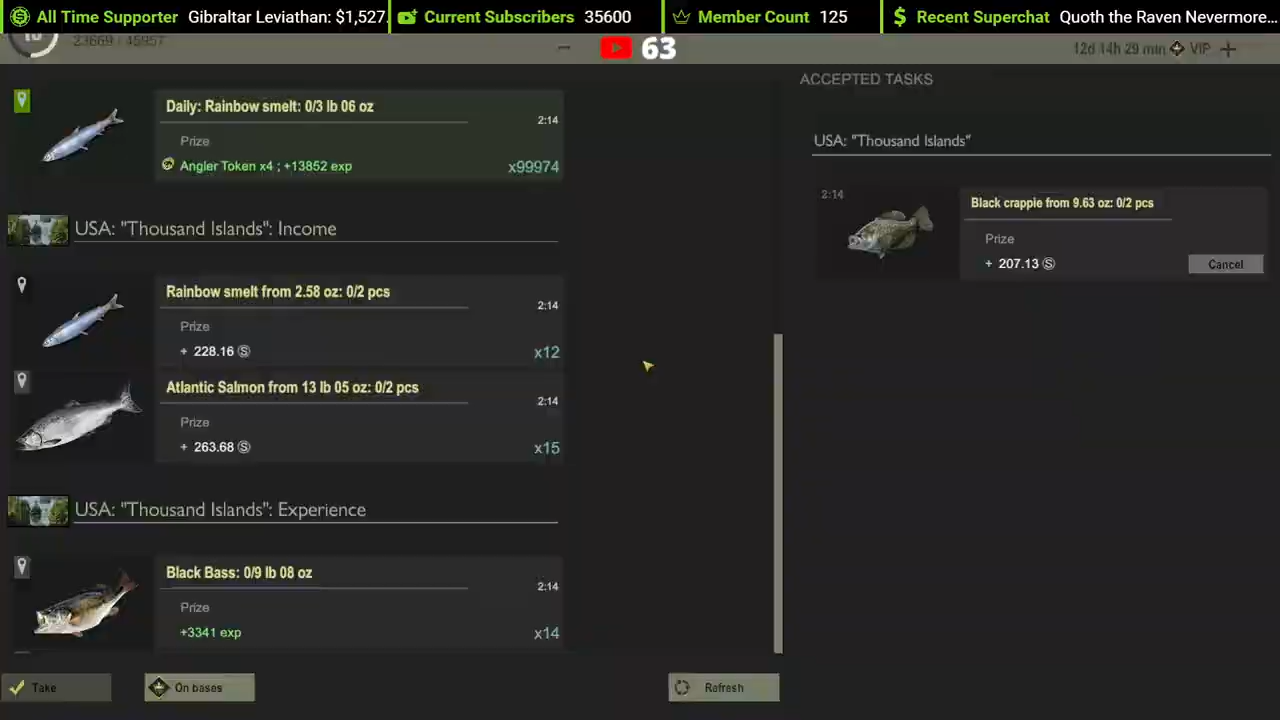 All Time Supporter Gibraltar Leviathan: $1,527. Current Subscribers 35600 Member Count 125 Recent Superchat Quoth the Raven Nevermore...
23669 / 45957
63
12d 14h 29 min VIP
Daily: Rainbow smelt: 0/3 lb 06 oz
2:14
Prize
Angler Token x4 ; +13852 exp
x99974
USA: "Thousand Islands": Income
Rainbow smelt from 2.58 oz: 0/2 pcs
2:14
Prize
+ 228.16 S
x12
Atlantic Salmon from 13 lb 05 oz: 0/2 pcs
2:14
Prize
+ 263.68 S
x15
USA: "Thousand Islands": Experience
Black Bass: 0/9 lb 08 oz
2:14
Prize
+3341 exp
x14
Take
On bases
Refresh
ACCEPTED TASKS
USA: "Thousand Islands"
2:14
Black crappie from 9.63 oz: 0/2 pcs
Prize
+ 207.13 S
Cancel